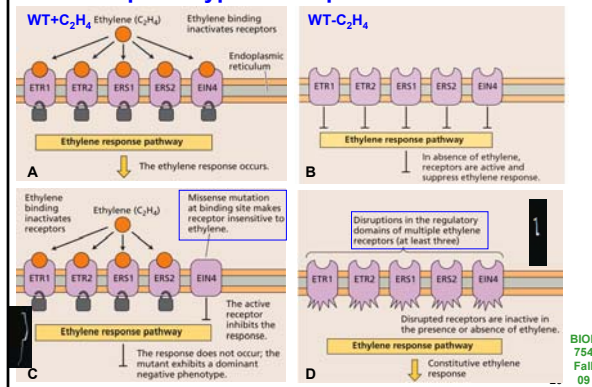 WT+C2H4
Ethylene (C2H4)
Ethylene binding
inactivates receptors
Endoplasmic
reticulum
ETR1 ETR2 ERS1 ERS2 EIN4
Ethylene response pathway
The ethylene response occurs.
A
WT-C2H4
ETR1 ETR2 ERS1 ERS2 EIN4
Ethylene response pathway
In absence of ethylene,
receptors are active and
suppress ethylene response.
B
Ethylene
binding
inactivates
receptors
Ethylene (C2H4)
Missense mutation
at binding site makes
receptor insensitive to
ethylene.
ETR1 ETR2 ERS1 ERS2 EIN4
The active
receptor
inhibits the
response.
Ethylene response pathway
The response does not occur; the
mutant exhibits a dominant
negative phenotype.
C
Disruptions in the regulatory
domains of multiple ethylene
receptors (at least three)
ETR1 ETR2 ERS1 ERS2 EIN4
Disrupted receptors are inactive in
the presence or absence of ethylene.
Ethylene response pathway
Constitutive ethylene
response
D
754
Fall
09